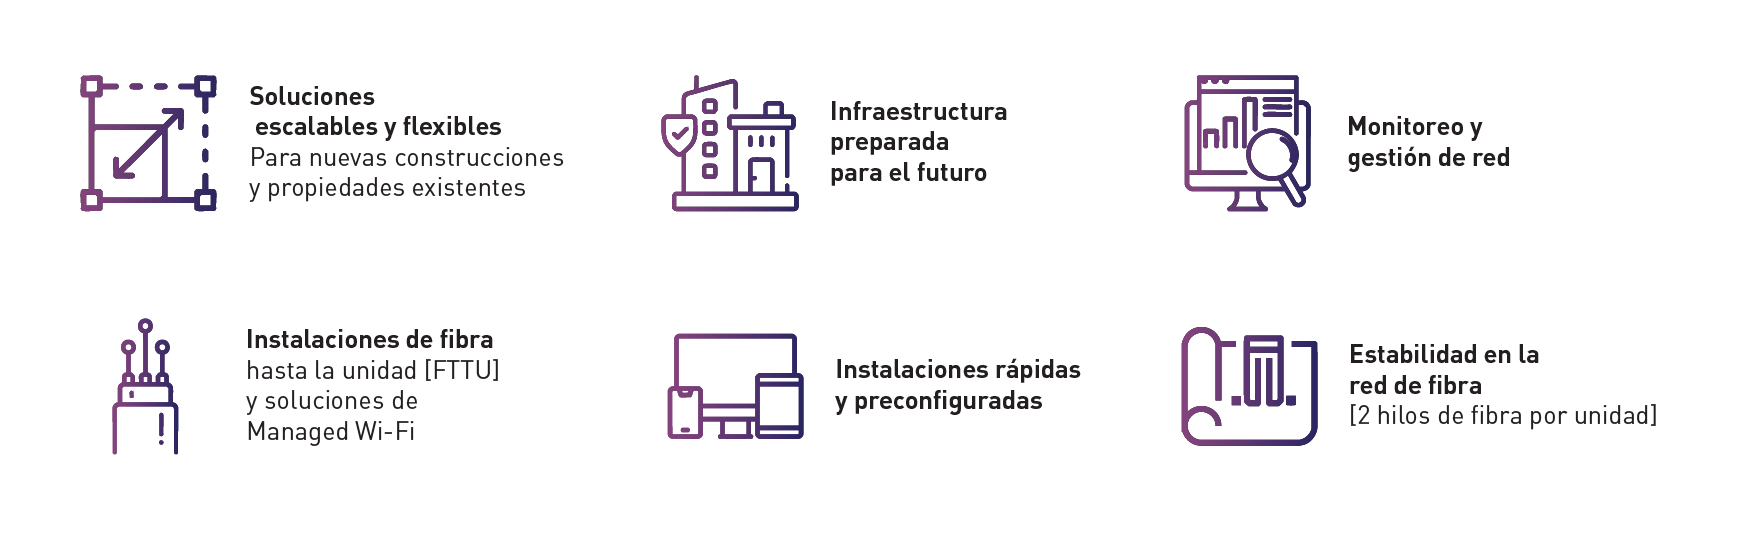 Soluciones
escalables y flexibles
Para nuevas construcciones
y propiedades existentes
Infraestructura
preparada
para el futuro
Monitoreo y
gestión de red
Instalaciones de fibra
hasta la unidad [FTTU]
y soluciones de
Managed Wi-Fi
Instalaciones rápidas
y preconfiguradas
Estabilidad en la
red de fibra
[2 hilos de fibra por unidad]